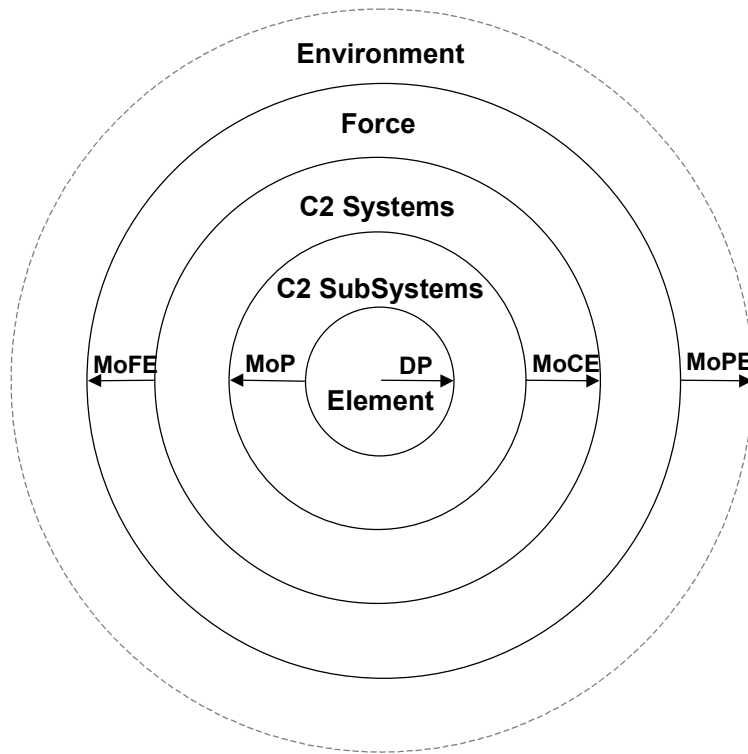 Environment
Force
C2 Systems
C2 SubSystems
MoFE
MoP
DP
MoCE
MoPE
Element